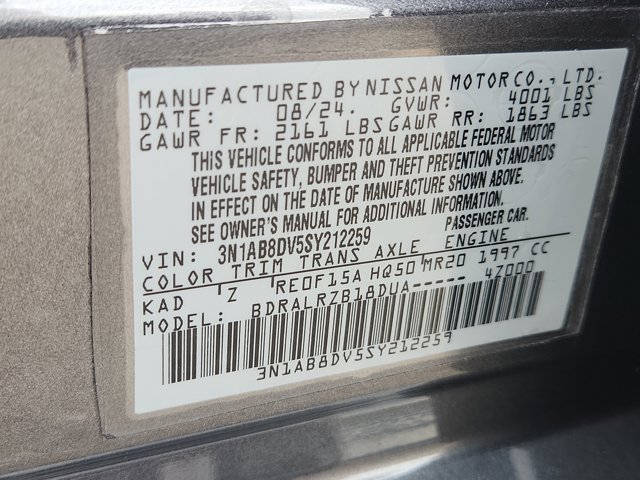 MANUFACTURED BY NISSAN MOTOR CO., LTD.
DATE: 08/24. GVWR: 4001 LBS
GAWR FR: 2161 LBS GAWR RR: 1863 LBS
THIS VEHICLE CONFORMS TO ALL APPLICABLE FEDERAL MOTOR
VEHICLE SAFETY, BUMPER AND THEFT PREVENTION STANDARDS
IN EFFECT ON THE DATE OF MANUFACTURE SHOWN ABOVE.
SEE OWNER'S MANUAL FOR ADDITIONAL INFORMATION.
VIN: 3N1AB8DV5SY212259 PASSENGER CAR.
COLOR TRIM TRANS AXLE ENGINE
KAD Z RE0F15A HQ50 MR20 1997 CC
MODEL: BDRALRZB18DUA----- 4Z000
3N1AB8DV5SY212259